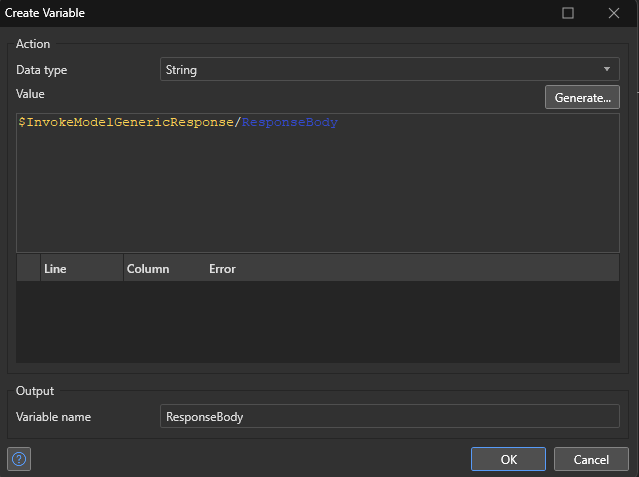 Create Variable
Action
Data type
String
Value
Generate...
$InvokeModelGenericResponse/ResponseBody
Line Column Error
Output
Variable name
ResponseBody
?
OK
Cancel